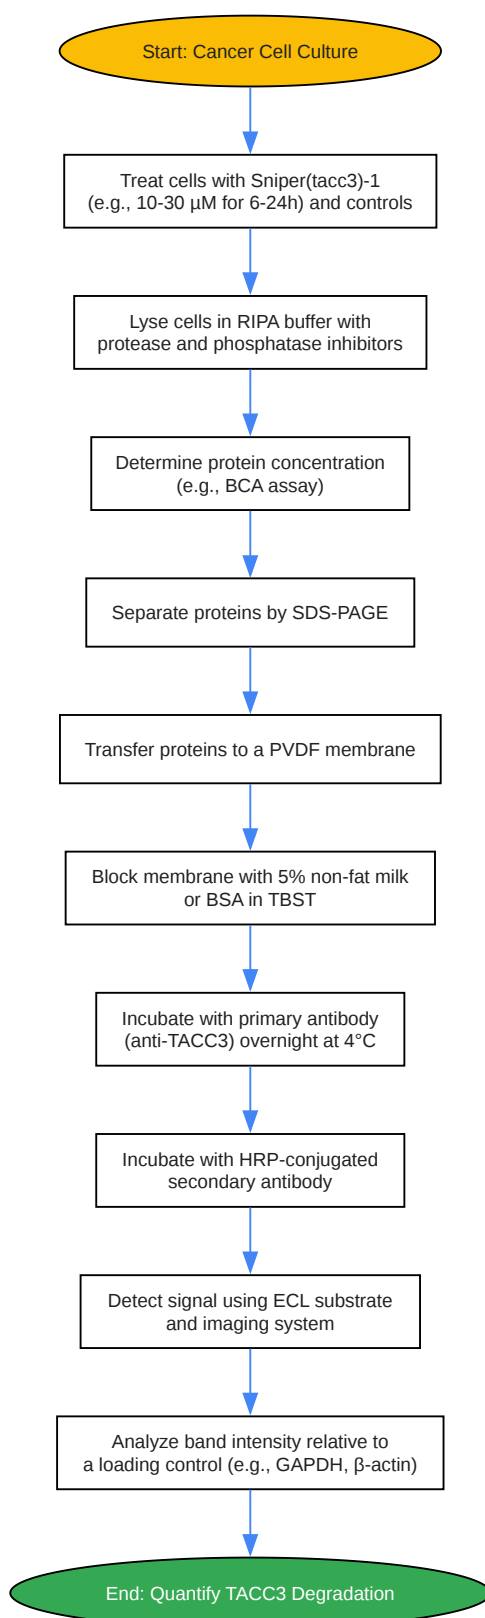 Start: Cancer Cell Culture
Treat cells with Sniper(tacc3)-1
(e.g., 10-30 µM for 6-24h) and controls
Lyse cells in RIPA buffer with
protease and phosphatase inhibitors
Determine protein concentration
(e.g., BCA assay)
Separate proteins by SDS-PAGE
Transfer proteins to a PVDF membrane
Block membrane with 5% non-fat milk
or BSA in TBST
Incubate with primary antibody
(anti-TACC3) overnight at 4°C
Incubate with HRP-conjugated
secondary antibody
Detect signal using ECL substrate
and imaging system
Analyze band intensity relative to
a loading control (e.g., GAPDH, β-actin)
End: Quantify TACC3 Degradation